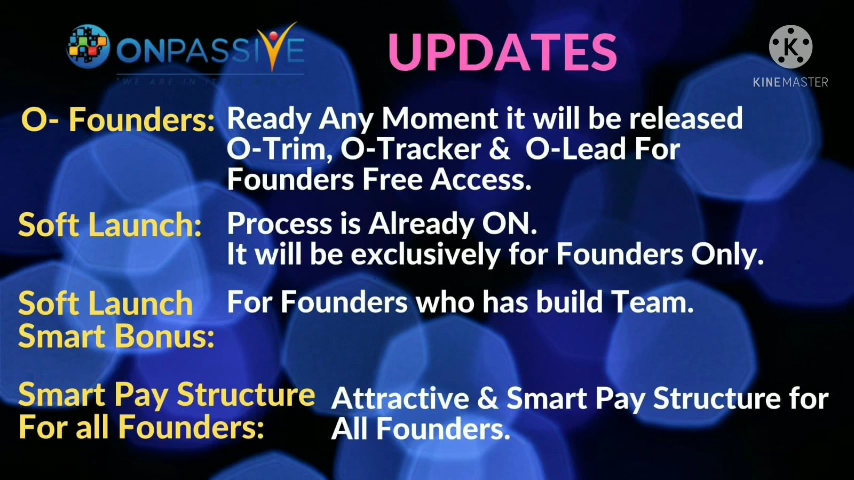 ONPASSIVE
UPDATES
K
KINEMASTER
O- Founders:
Ready Any Moment it will be released
O-Trim, O-Tracker & O-Lead For
Founders Free Access.
Soft Launch:
Process is Already ON.
It will be exclusively for Founders Only.
Soft Launch
Smart Bonus:
For Founders who has build Team.
Smart Pay Structure
For all Founders:
Attractive & Smart Pay Structure for
All Founders.